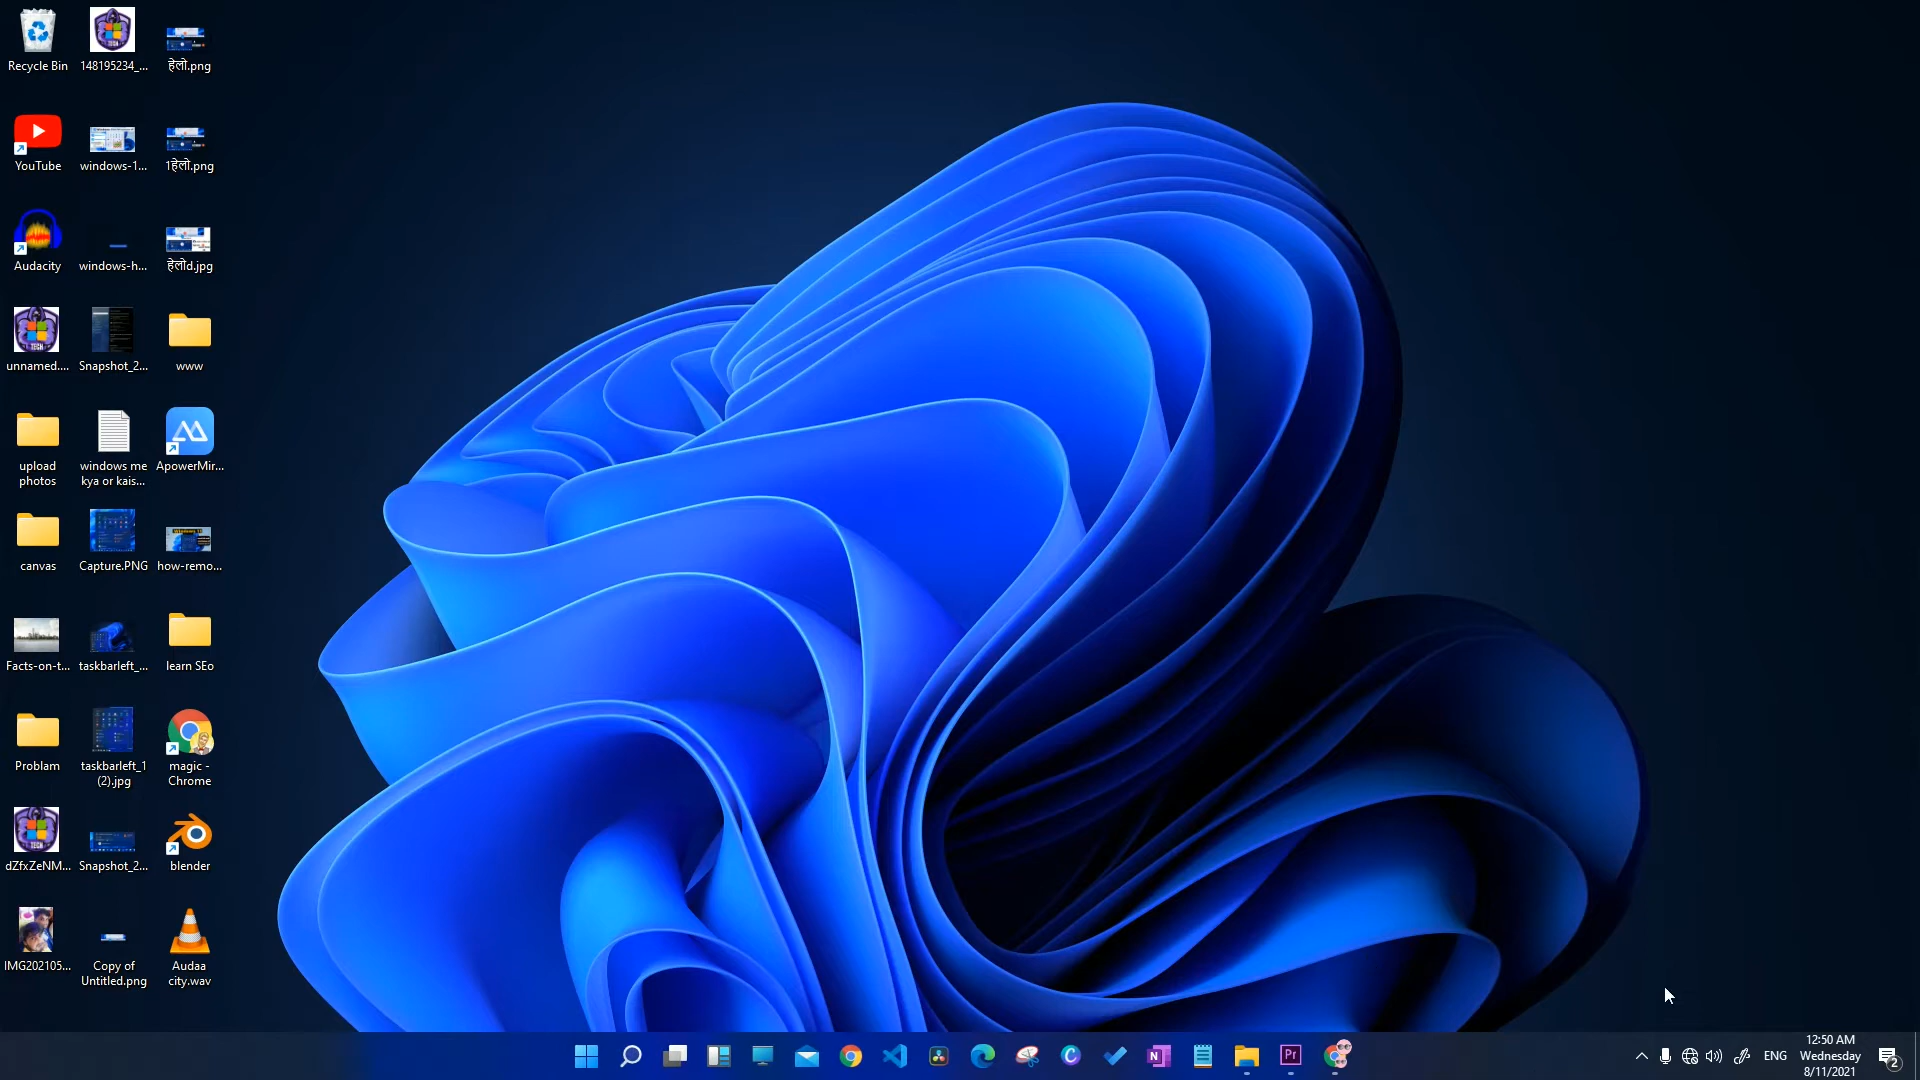 Recycle Bin
148195234_...
हेलो.png
YouTube
windows-1...
1हेलो.png
Audacity
windows-h...
हेलोd.jpg
TECH
unnamed....
Snapshot_2...
www
upload
photos
windows me
kya or kais...
ApowerMir...
canvas
Capture.PNG
how-remo...
Facts-on-t...
taskbarleft_...
learn SEo
Problam
taskbarleft_1
(2).jpg
magic -
Chrome
dZfxZeNM...
Snapshot_2...
blender
IMG202105...
Copy of
Untitled.png
Audaa
city.wav
N
Pr
ENG
12:50 AM
Wednesday
8/11/2021
2